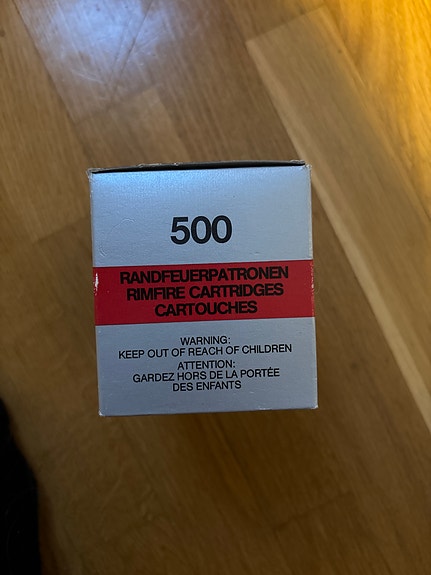 500
RANDFEUERPATRONEN
RIMFIRE CARTRIDGES
CARTOUCHES
WARNING:
KEEP OUT OF REACH OF CHILDREN
ATTENTION:
GARDEZ HORS DE LA PORTÉE
DES ENFANTS